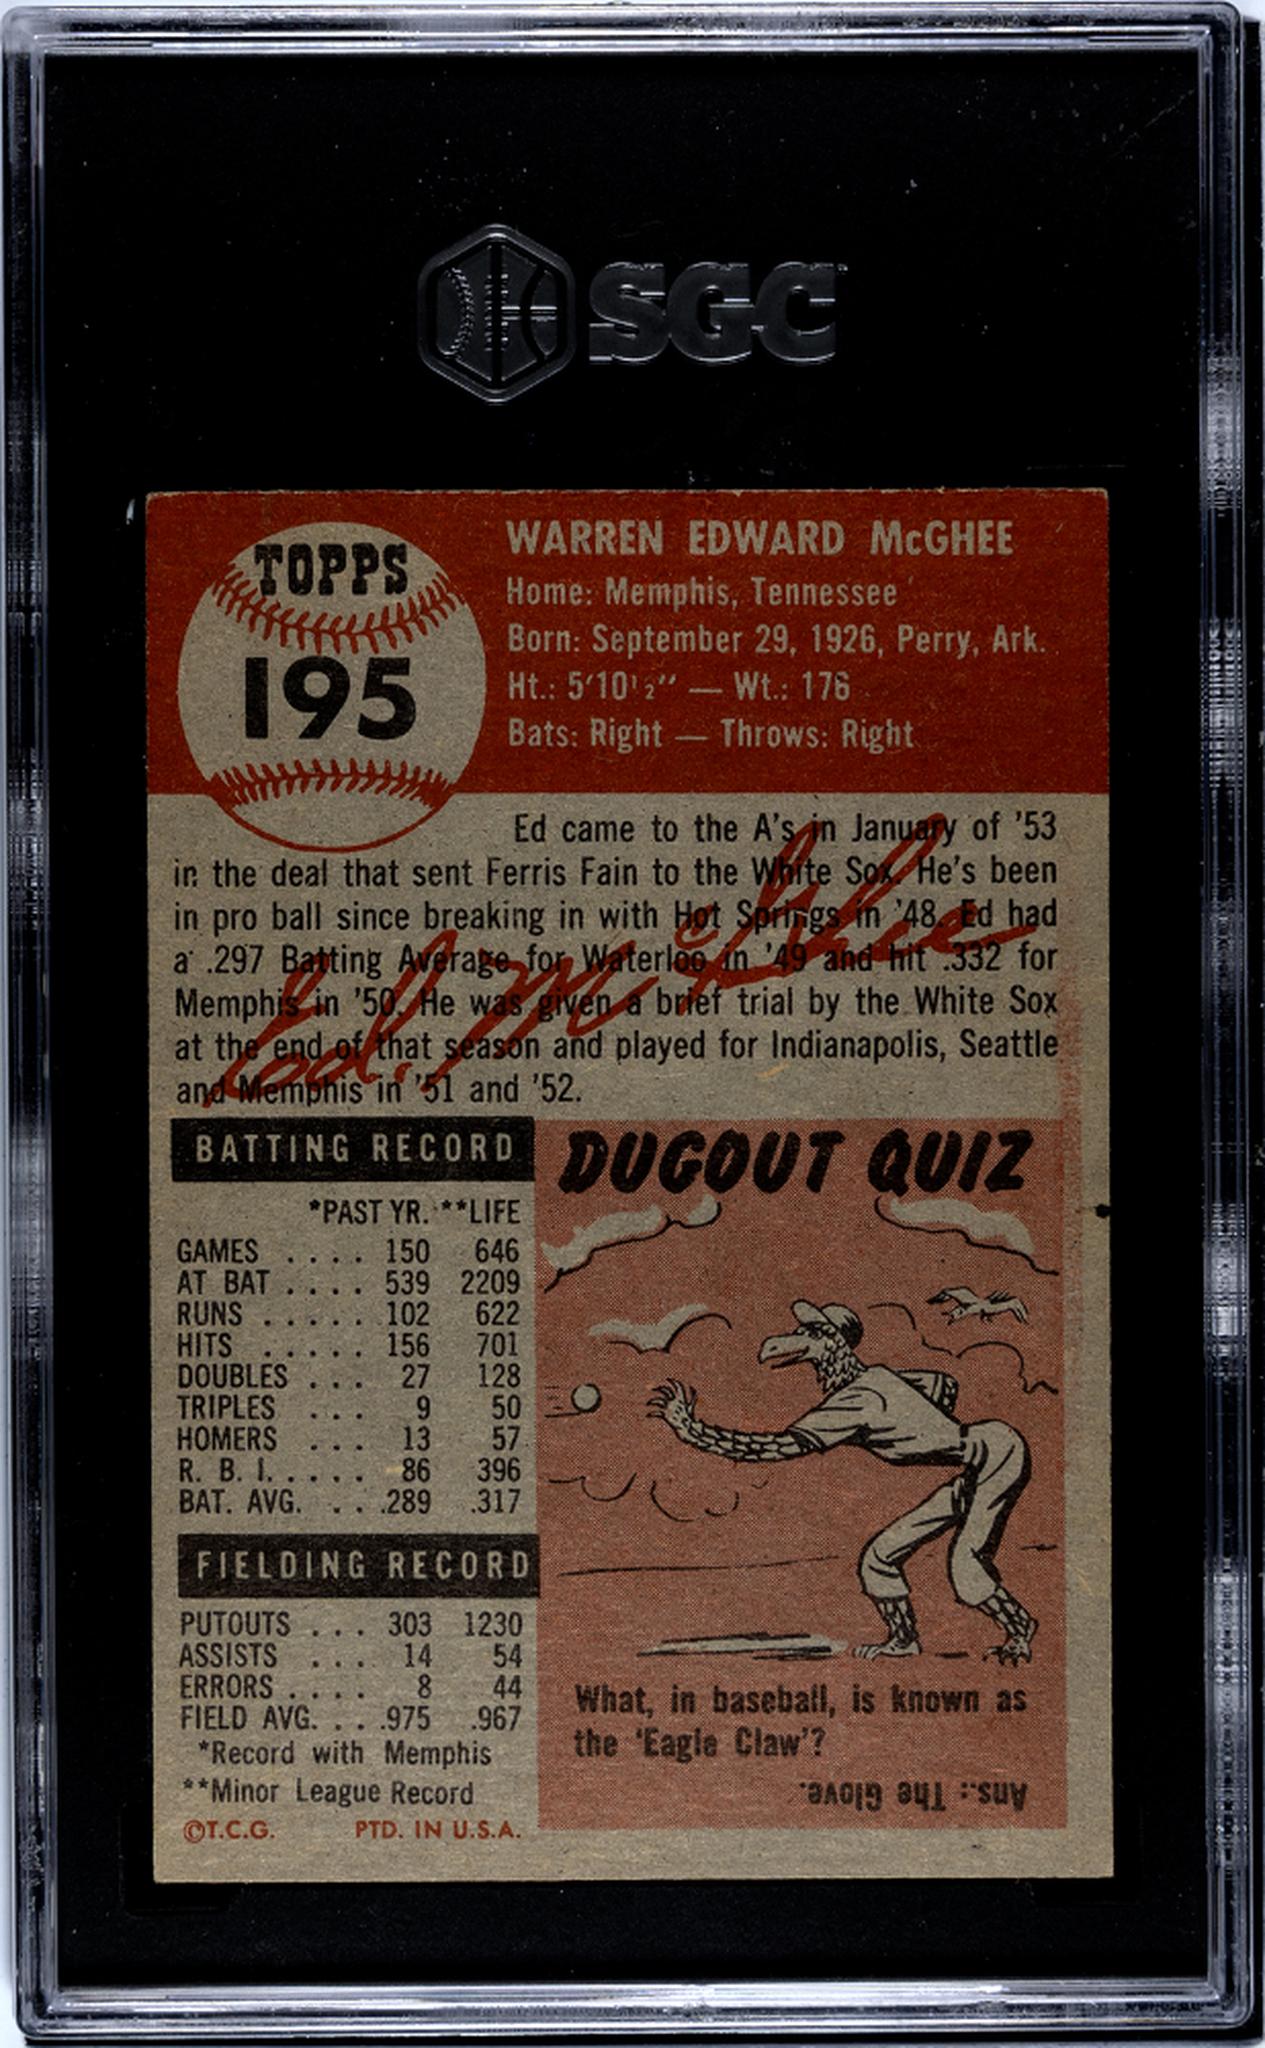 SGC
TOPPS
195
WARREN EDWARD McGHEE
Home: Memphis, Tennessee
Born: September 29, 1926, Perry, Ark.
Ht.: 5'10 1/2" — Wt.: 176
Bats: Right — Throws: Right
Ed came to the A's in January of '53
in the deal that sent Ferris Fain to the White Sox. He's been
in pro ball since breaking in with Hot Springs in '48. Ed had
a .297 Batting Average for Waterloo in '49 and hit .332 for
Memphis in '50. He was given a brief trial by the White Sox
at the end of that season and played for Indianapolis, Seattle
and Memphis in '51 and '52.
Ed. McGhee
BATTING RECORD
*PAST YR. **LIFE
GAMES .... 150 646
AT BAT .... 539 2209
RUNS ..... 102 622
HITS ..... 156 701
DOUBLES ... 27 128
TRIPLES ... 9 50
HOMERS ... 13 57
R. B. I. .... 86 396
BAT. AVG. ... .289 .317
FIELDING RECORD
PUTOUTS ... 303 1230
ASSISTS ... 14 54
ERRORS .... 8 44
FIELD AVG. .. .975 .967
*Record with Memphis
**Minor League Record
©T.C.G. PTD. IN U.S.A.
DUGOUT QUIZ
What, in baseball, is known as
the 'Eagle Claw'?
Ans.: The Glove.